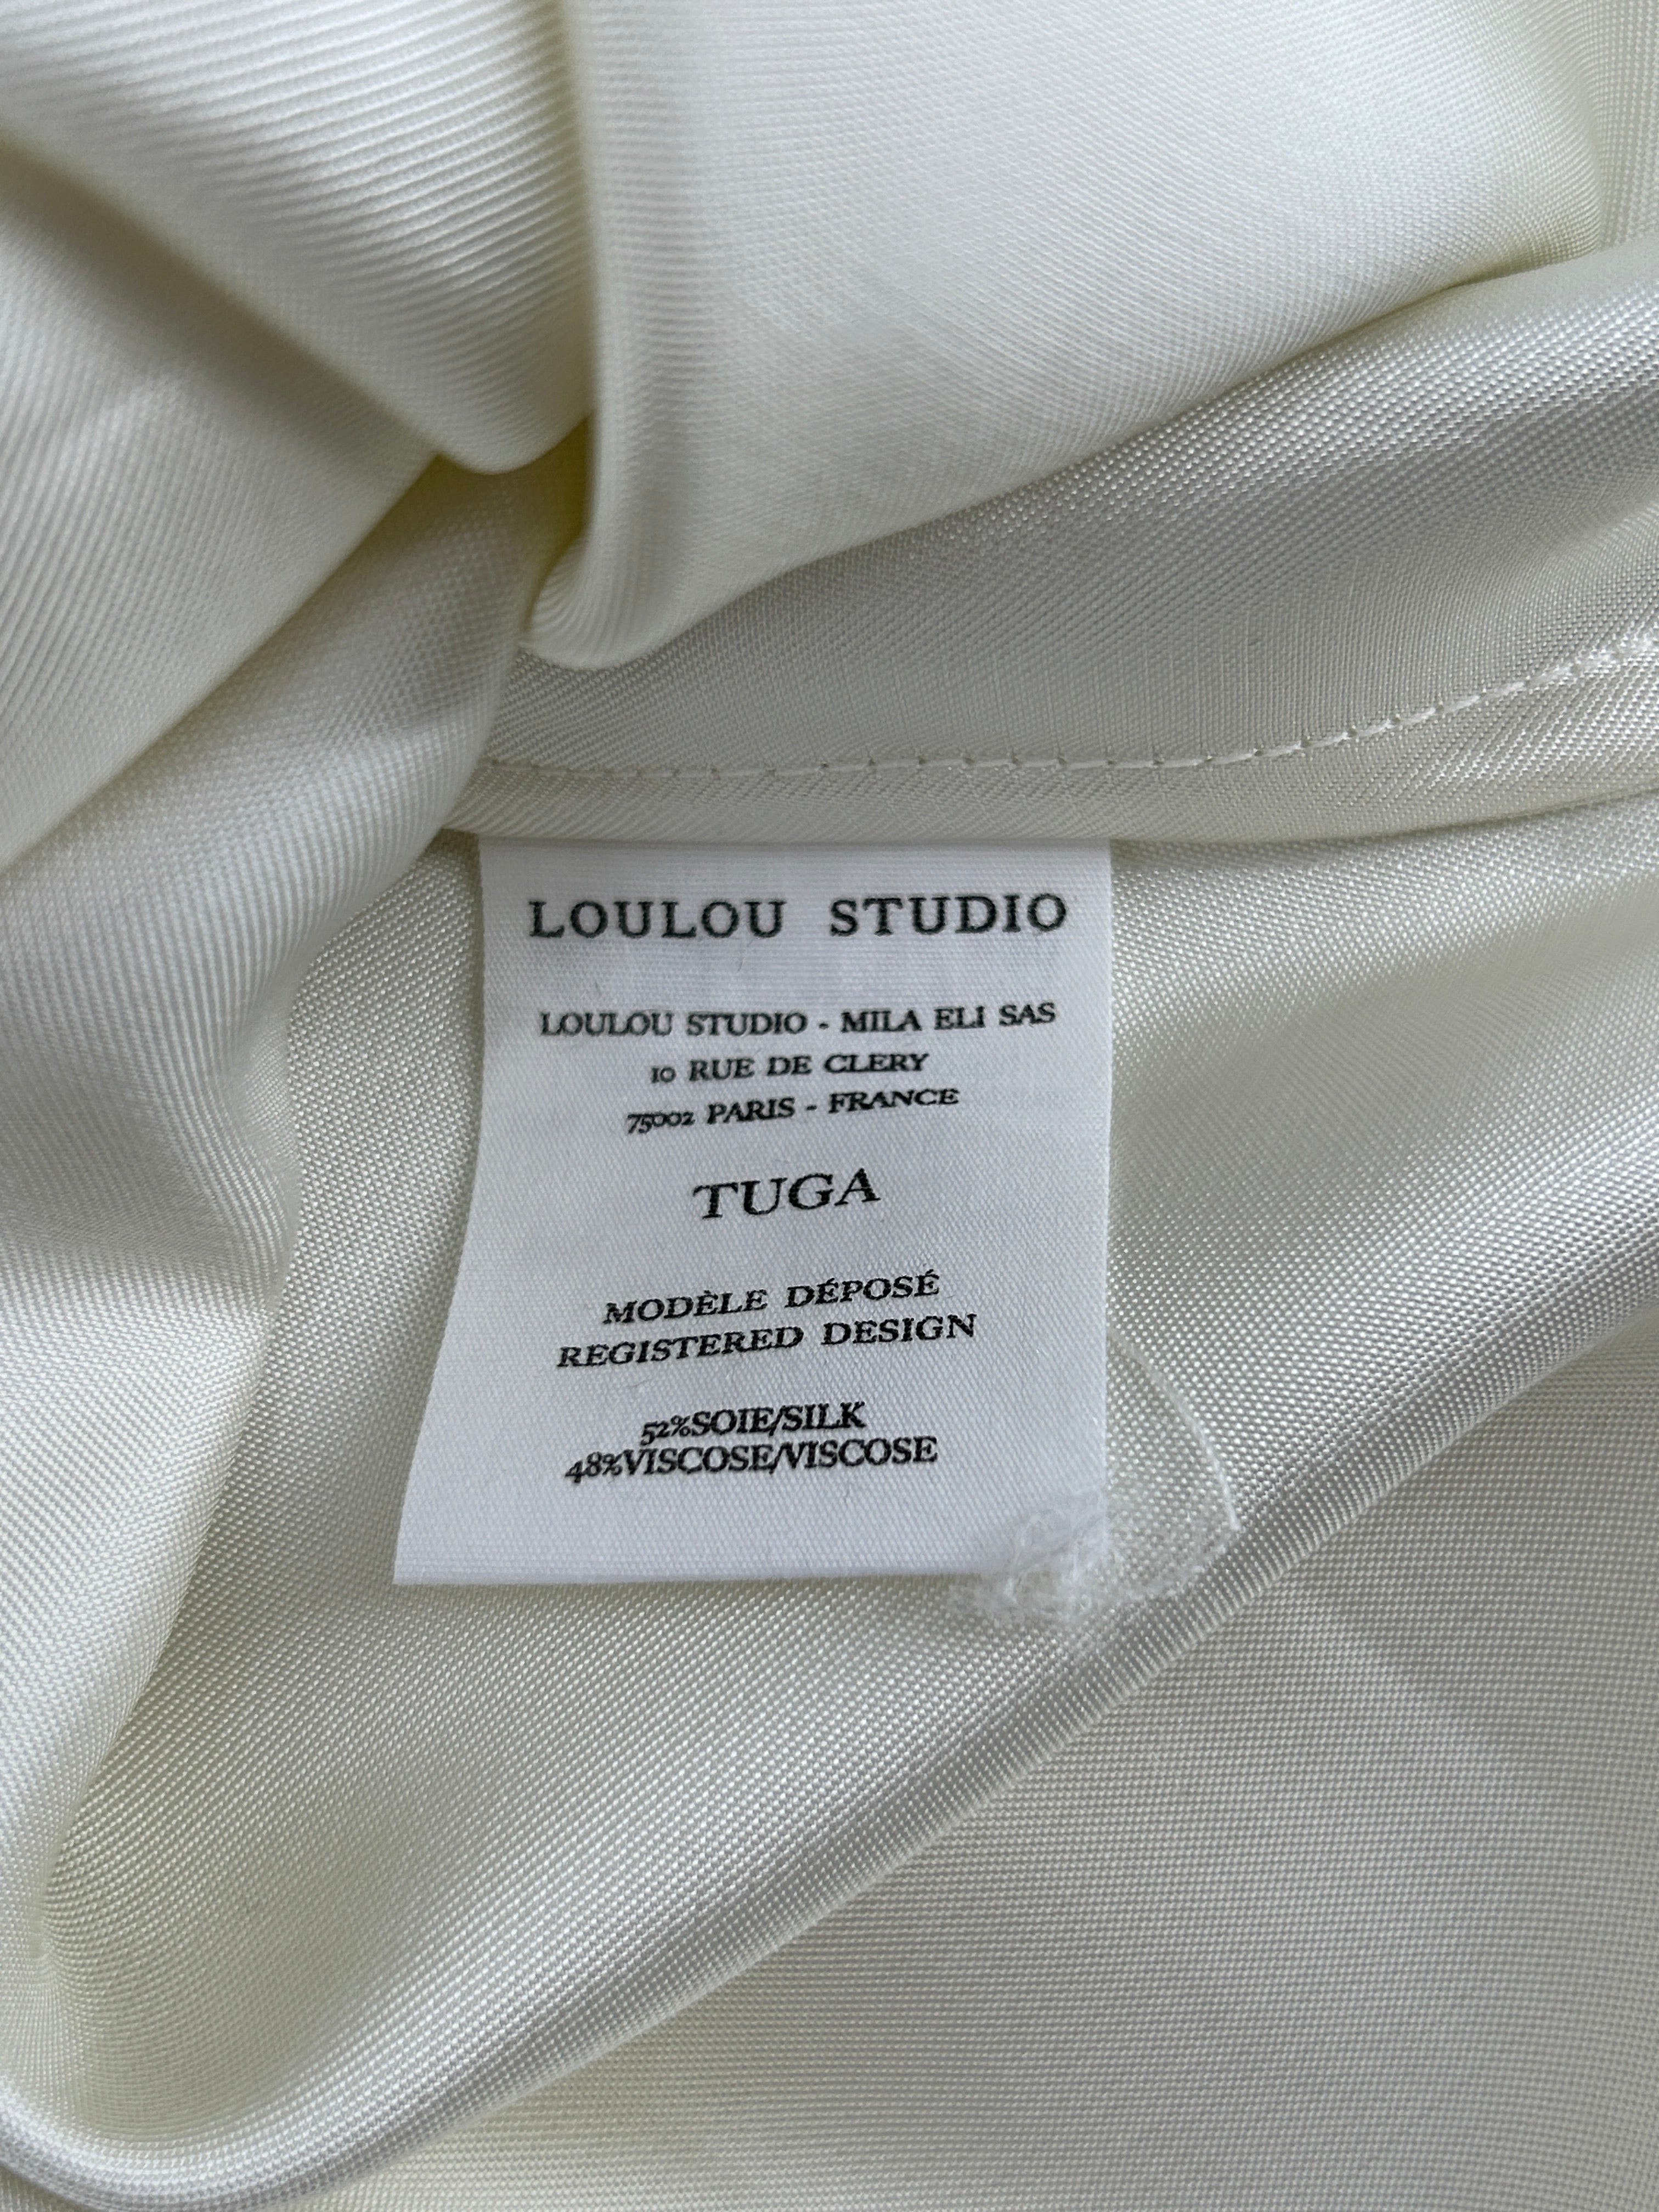 LOULOU STUDIO
LOULOU STUDIO - MILA ELI SAS
10 RUE DE CLERY
75002 PARIS - FRANCE
TUGA
MODÈLE DÉPOSÉ
REGISTERED DESIGN
52%SOIE/SILK
48%VISCOSE/VISCOSE